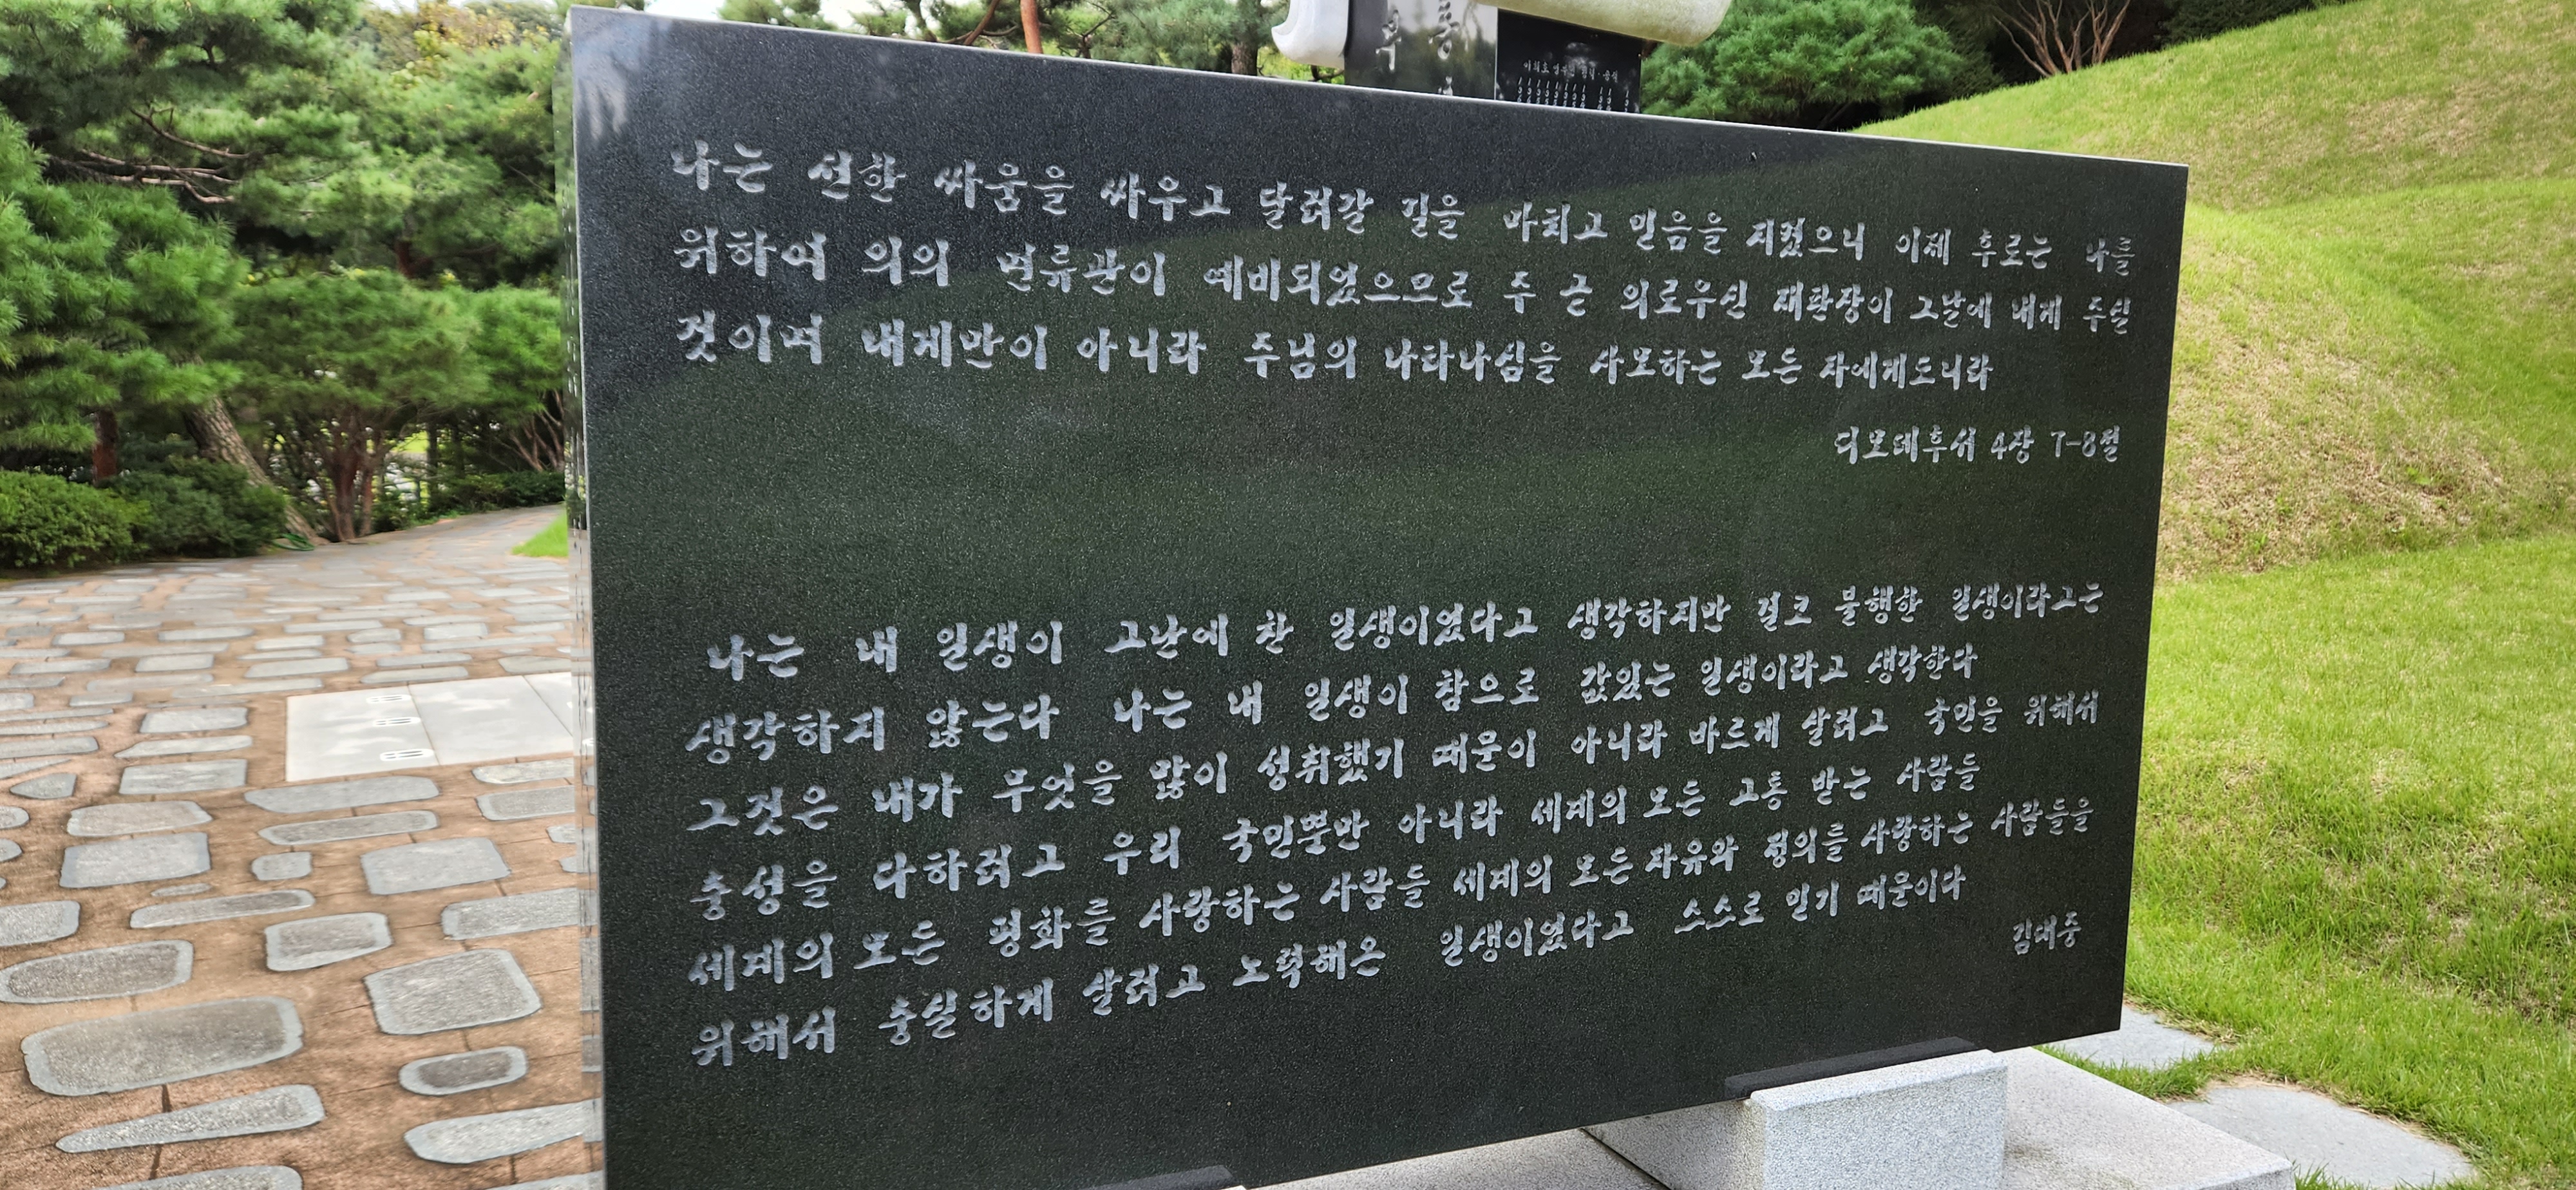 이희호
나는 선한 싸움을 싸우고 달려갈 길을 마치고 믿음을 지켰으니 이제 후로는 나를
위하여 의의 면류관이 예비되었으므로 주 곧 의로우신 재판장이 그날에 내게 주실
것이며 내게만이 아니라 주님의 나타나심을 사모하는 모든 자에게도니라
디모데후서 4장 7-8절
나는 내 일생이 고난에 찬 일생이었다고 생각하지만 결코 불행한 일생이라고는
생각하지 않는다 나는 내 일생이 참으로 값있는 일생이라고 생각한다
그것은 내가 무엇을 많이 성취했기 때문이 아니라 바르게 살려고 국민을 위해서
충성을 다하려고 우리 국민뿐만 아니라 세계의 모든 고통 받는 사람들
세계의 모든 평화를 사랑하는 사람들 세계의 모든 자유와 정의를 사랑하는 사람들을
위해서 충실하게 살려고 노력해온 일생이었다고 스스로 믿기 때문이다
김대중